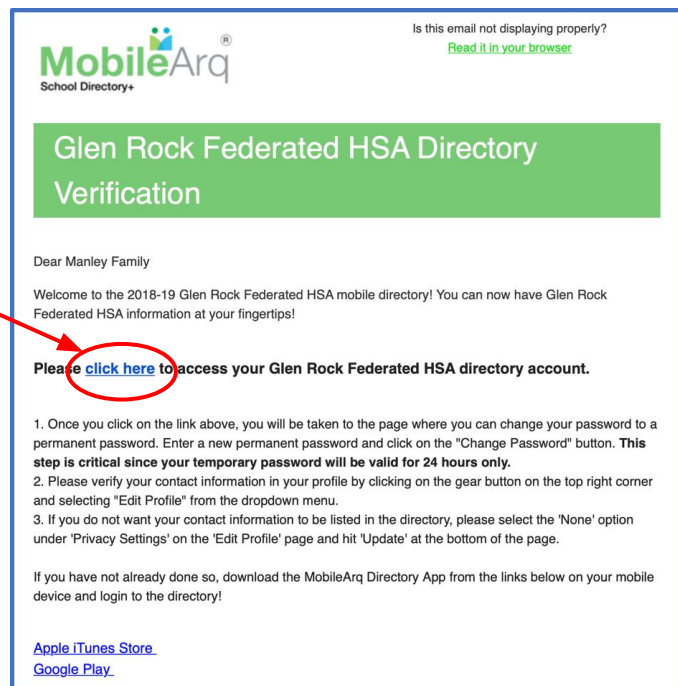 Is this email not displaying properly?
Read it in your browser
MobileArq®
School Directory+
Glen Rock Federated HSA Directory
Verification
Dear Manley Family
Welcome to the 2018-19 Glen Rock Federated HSA mobile directory! You can now have Glen Rock
Federated HSA information at your fingertips!
Please click here to access your Glen Rock Federated HSA directory account.
1. Once you click on the link above, you will be taken to the page where you can change your password to a
permanent password. Enter a new permanent password and click on the "Change Password" button. This
step is critical since your temporary password will be valid for 24 hours only.
2. Please verify your contact information in your profile by clicking on the gear button on the top right corner
and selecting "Edit Profile" from the dropdown menu.
3. If you do not want your contact information to be listed in the directory, please select the 'None' option
under 'Privacy Settings' on the 'Edit Profile' page and hit 'Update' at the bottom of the page.
If you have not already done so, download the MobileArq Directory App from the links below on your mobile
device and login to the directory!
Apple iTunes Store
Google Play